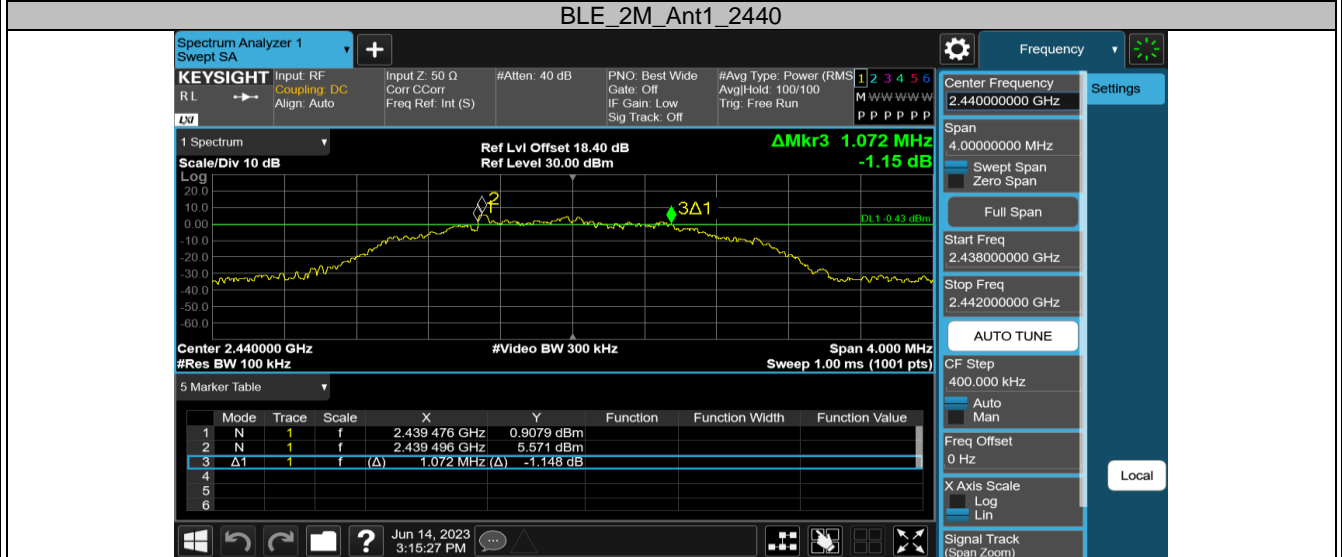 BLE_2M_Ant1_2440
Spectrum Analyzer 1
Swept SA
Frequency
KEYSIGHT
R L
LXI
Input: RF
Coupling: DC
Align: Auto
Input Z: 50 Ω
Corr CCorr
Freq Ref: Int (S)
#Atten: 40 dB
PNO: Best Wide
Gate: Off
IF Gain: Low
Sig Track: Off
#Avg Type: Power (RMS
Avg|Hold: 100/100
Trig: Free Run
1 2 3 4 5 6
M W W W W W
P P P P P P
1 Spectrum
Scale/Div 10 dB
Ref Lvl Offset 18.40 dB
Ref Level 30.00 dBm
ΔMkr3 1.072 MHz
-1.15 dB
Log
20.0
10.0
0.00
-10.0
-20.0
-30.0
-40.0
-50.0
-60.0
2
1
3Δ1
DL1 -0.43 dBm
Center 2.440000 GHz
#Video BW 300 kHz
Span 4.000 MHz
#Res BW 100 kHz
Sweep 1.00 ms (1001 pts)
5 Marker Table
Mode Trace Scale X Y Function Function Width Function Value
1 N 1 f 2.439 476 GHz 0.9079 dBm
2 N 1 f 2.439 496 GHz 5.571 dBm
3 Δ1 1 f (Δ) 1.072 MHz (Δ) -1.148 dB
4
5
6
Jun 14, 2023
3:15:27 PM
Center Frequency
2.440000000 GHz
Span
4.00000000 MHz
Swept Span
Zero Span
Full Span
Start Freq
2.438000000 GHz
Stop Freq
2.442000000 GHz
AUTO TUNE
CF Step
400.000 kHz
Auto
Man
Freq Offset
0 Hz
X Axis Scale
Log
Lin
Signal Track
(Span Zoom)
Settings
Local